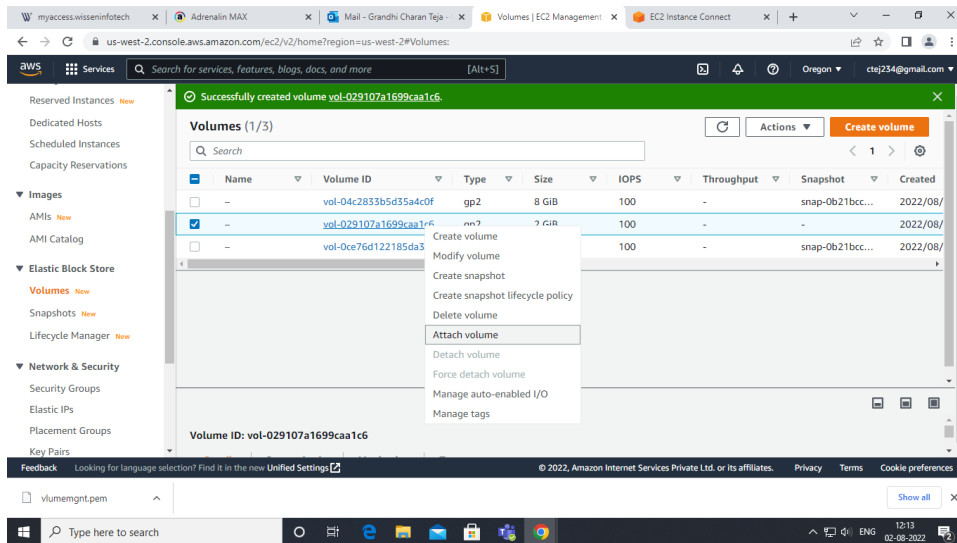 myaccess.wisseninfotech
Adrenalin MAX
Mail - Grandhi Charan Teja -
Volumes | EC2 Management
EC2 Instance Connect
us-west-2.console.aws.amazon.com/ec2/v2/home?region=us-west-2#Volumes:
aws Services Search for services, features, blogs, docs, and more [Alt+S] Oregon ctej234@gmail.com
Reserved Instances New
Dedicated Hosts
Scheduled Instances
Capacity Reservations
Images
AMIs New
AMI Catalog
Elastic Block Store
Volumes New
Snapshots New
Lifecycle Manager New
Network & Security
Security Groups
Elastic IPs
Placement Groups
Key Pairs
Successfully created volume vol-029107a1699caa1c6.
Volumes (1/3) Actions Create volume
Search 1
Name Volume ID Type Size IOPS Throughput Snapshot Created
– vol-04c2833b5d35a4c0f gp2 8 GiB 100 - snap-0b21bcc... 2022/08/
– vol-029107a1699caa1c6 gp2 2 GiB 100 - - 2022/08/
– vol-0ce76d122185da3 100 - snap-0b21bcc... 2022/08/
Create volume
Modify volume
Create snapshot
Create snapshot lifecycle policy
Delete volume
Attach volume
Detach volume
Force detach volume
Manage auto-enabled I/O
Manage tags
Volume ID: vol-029107a1699caa1c6
Feedback Looking for language selection? Find it in the new Unified Settings © 2022, Amazon Internet Services Private Ltd. or its affiliates. Privacy Terms Cookie preferences
vlumemgnt.pem Show all
Type here to search ENG 12:13
02-08-2022 2